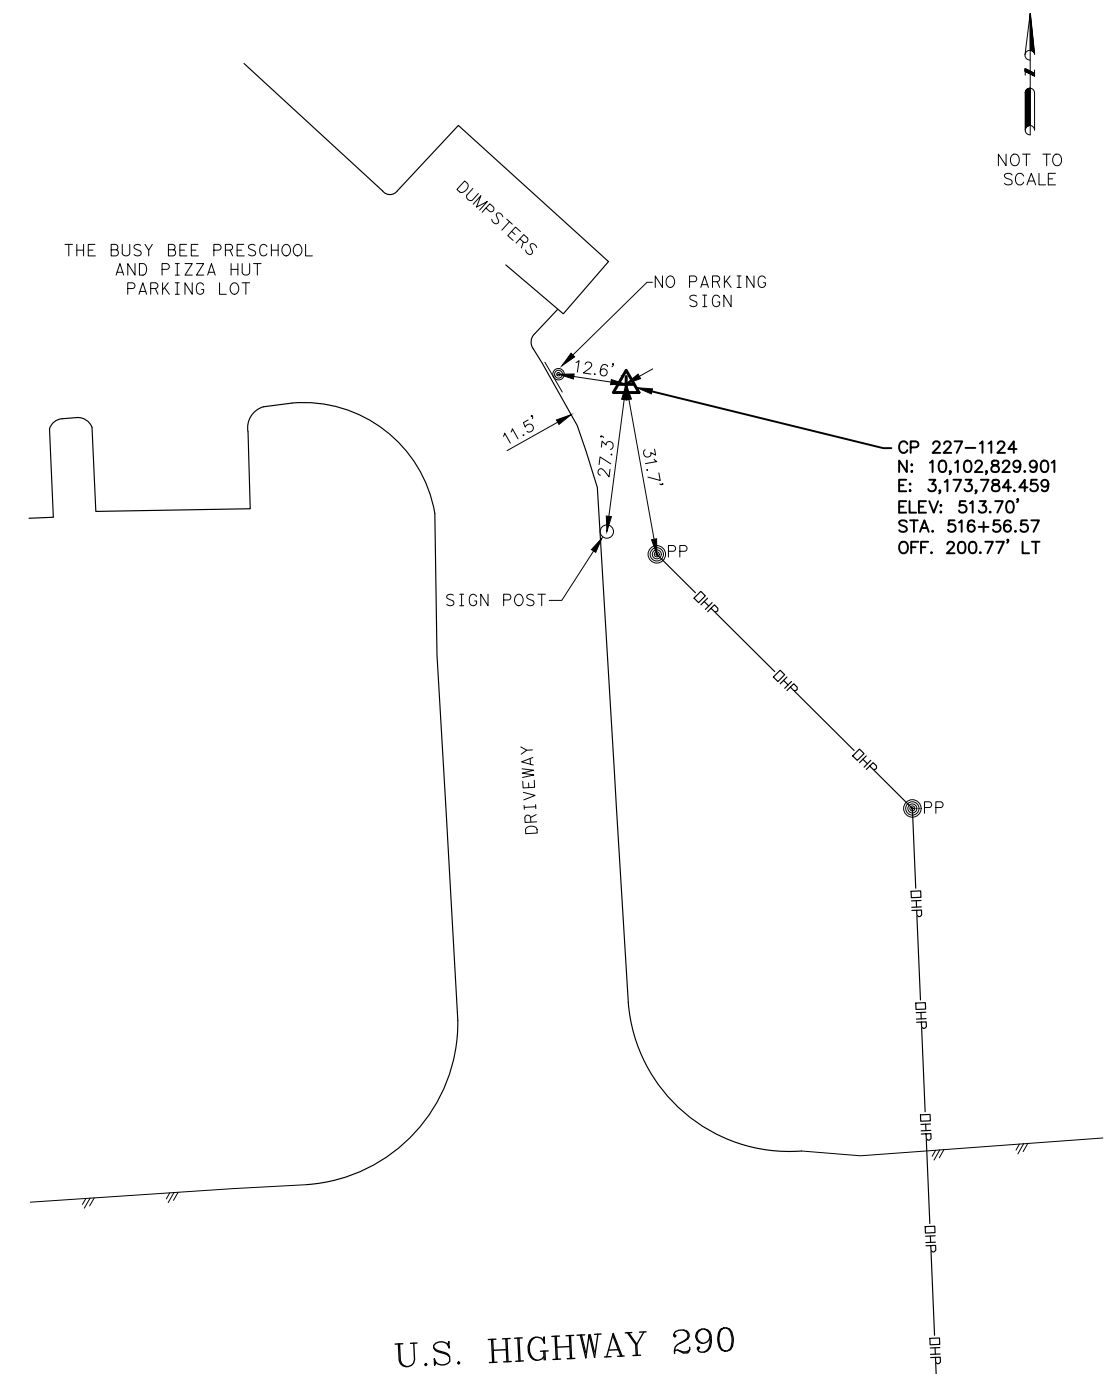 N
NOT TO
SCALE
DUMPSTERS
THE BUSY BEE PRESCHOOL
AND PIZZA HUT
PARKING LOT
NO PARKING
SIGN
12.6'
11.5'
27.3'
31.7'
CP 227-1124
N: 10,102,829.901
E: 3,173,784.459
ELEV: 513.70'
STA. 516+56.57
OFF. 200.77' LT
PP
SIGN POST
OHP
OHP
OHP
DRIVEWAY
PP
OHP
OHP
OHP
OHP
OHP
U.S. HIGHWAY 290